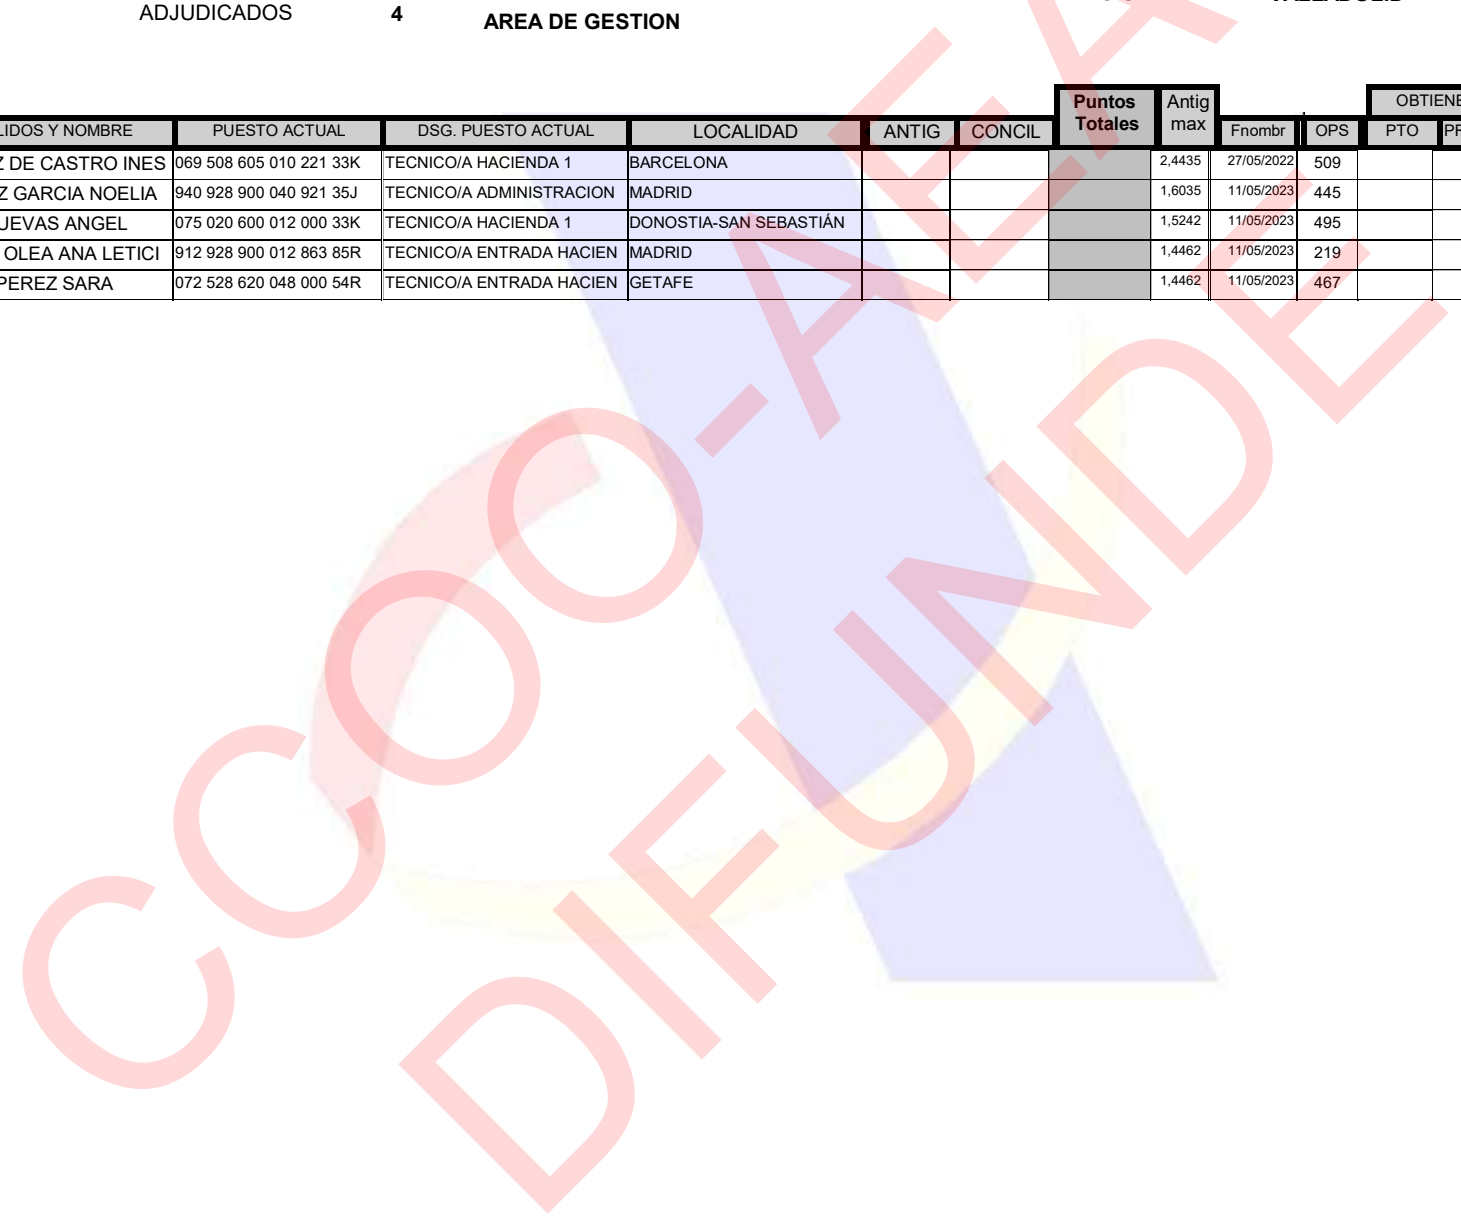 ADJUDICADOS 4 AREA DE GESTION
LIDOS Y NOMBRE PUESTO ACTUAL DSG. PUESTO ACTUAL LOCALIDAD ANTIG CONCIL Puntos Totales Antig max Fnombr OPS OBTIENE PTO PR
Z DE CASTRO INES 069 508 605 010 221 33K TECNICO/A HACIENDA 1 BARCELONA 2,4435 27/05/2022 509
Z GARCIA NOELIA 940 928 900 040 921 35J TECNICO/A ADMINISTRACION MADRID 1,6035 11/05/2023 445
UEVAS ANGEL 075 020 600 012 000 33K TECNICO/A HACIENDA 1 DONOSTIA-SAN SEBASTIÁN 1,5242 11/05/2023 495
OLEA ANA LETICI 912 928 900 012 863 85R TECNICO/A ENTRADA HACIEN MADRID 1,4462 11/05/2023 219
PEREZ SARA 072 528 620 048 000 54R TECNICO/A ENTRADA HACIEN GETAFE 1,4462 11/05/2023 467
CCOO-AEA
DIFUNDE